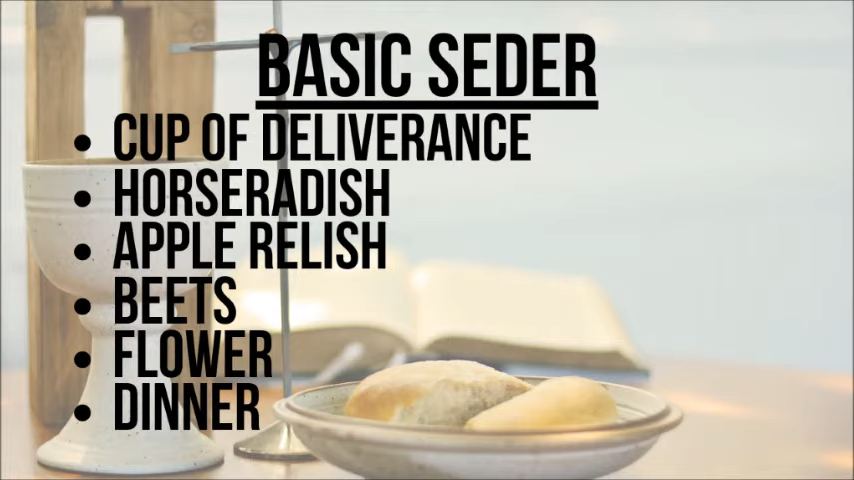 BASIC SEDER
• CUP OF DELIVERANCE
• HORSERADISH
• APPLE RELISH
• BEETS
• FLOWER
• DINNER